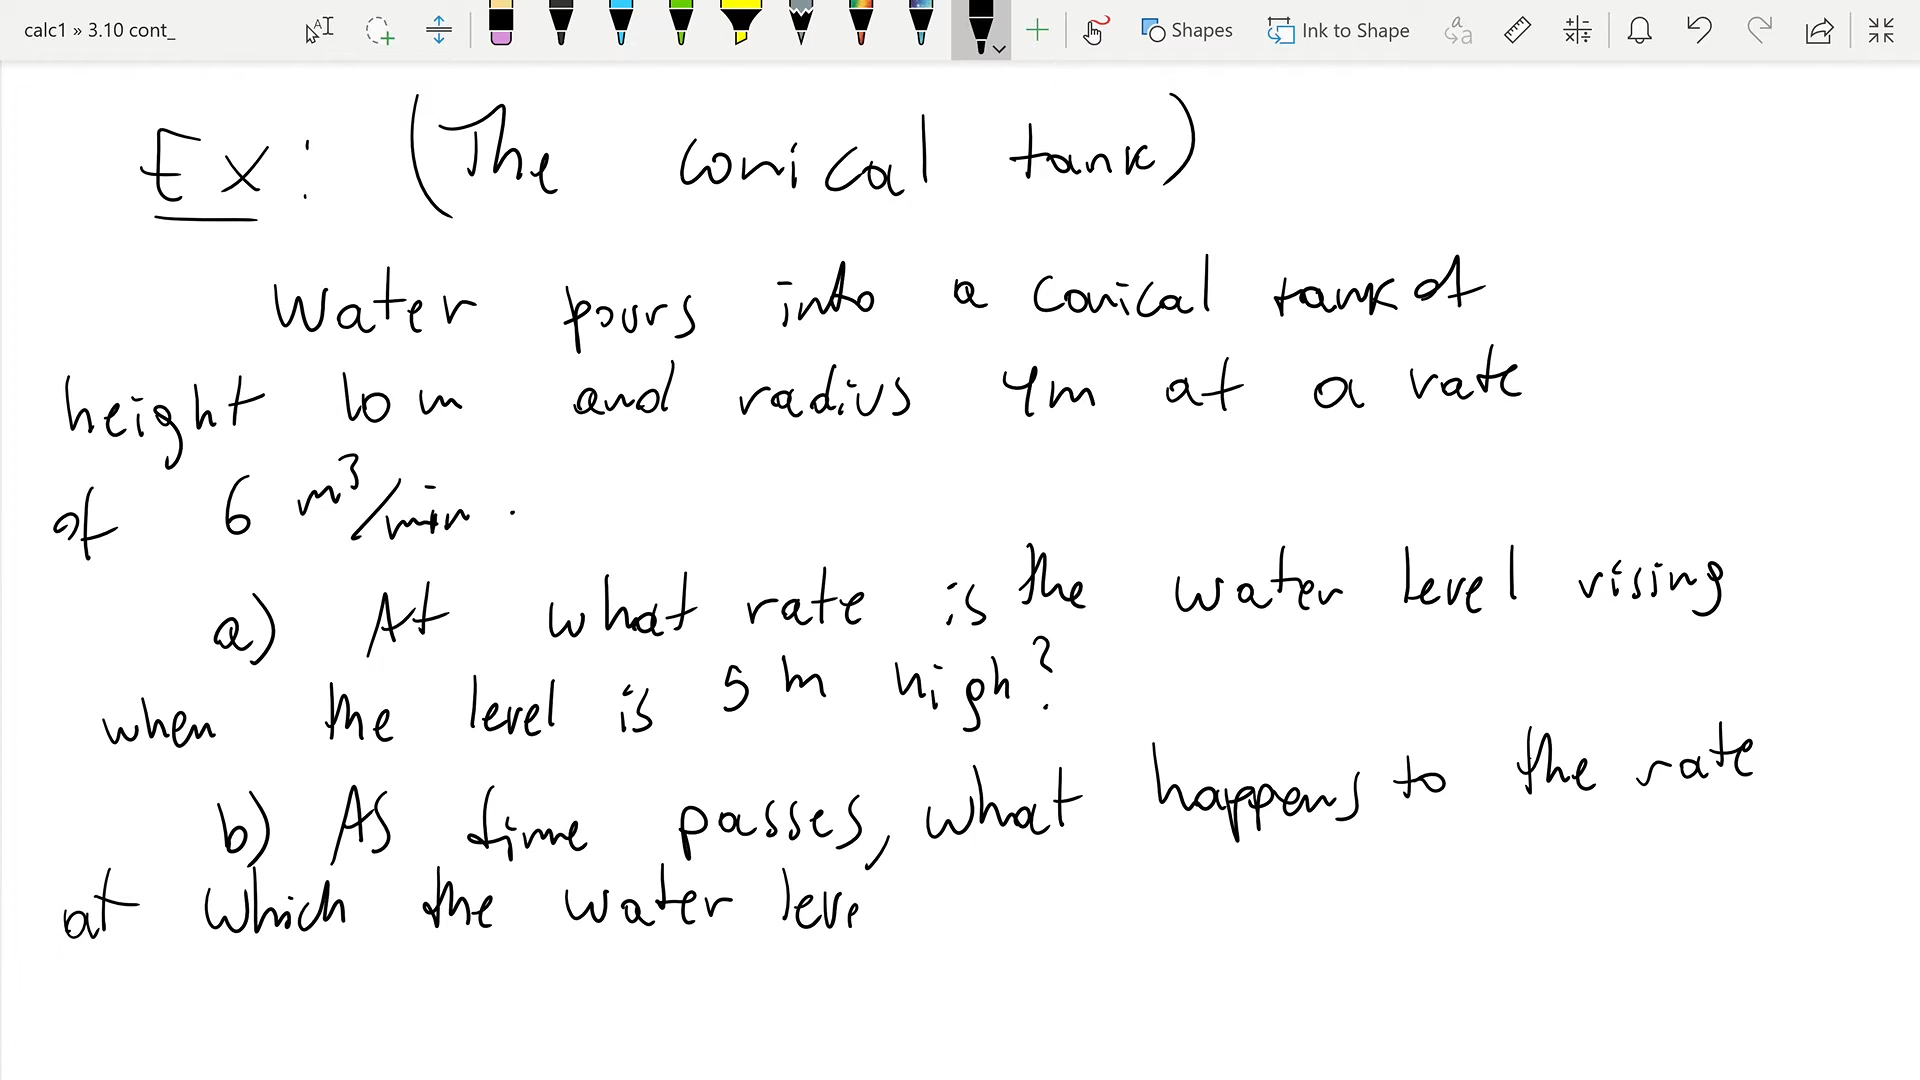 calc1 » 3.10 cont_
Shapes
Ink to Shape
Ex: (The conical tank)
Water pours into a conical tank of
height 10 m and radius 4m at a rate
of 6 m³/min.
a) At what rate is the water level rising
when the level is 5 m high?
b) As time passes, what happens to the rate
at which the water leve